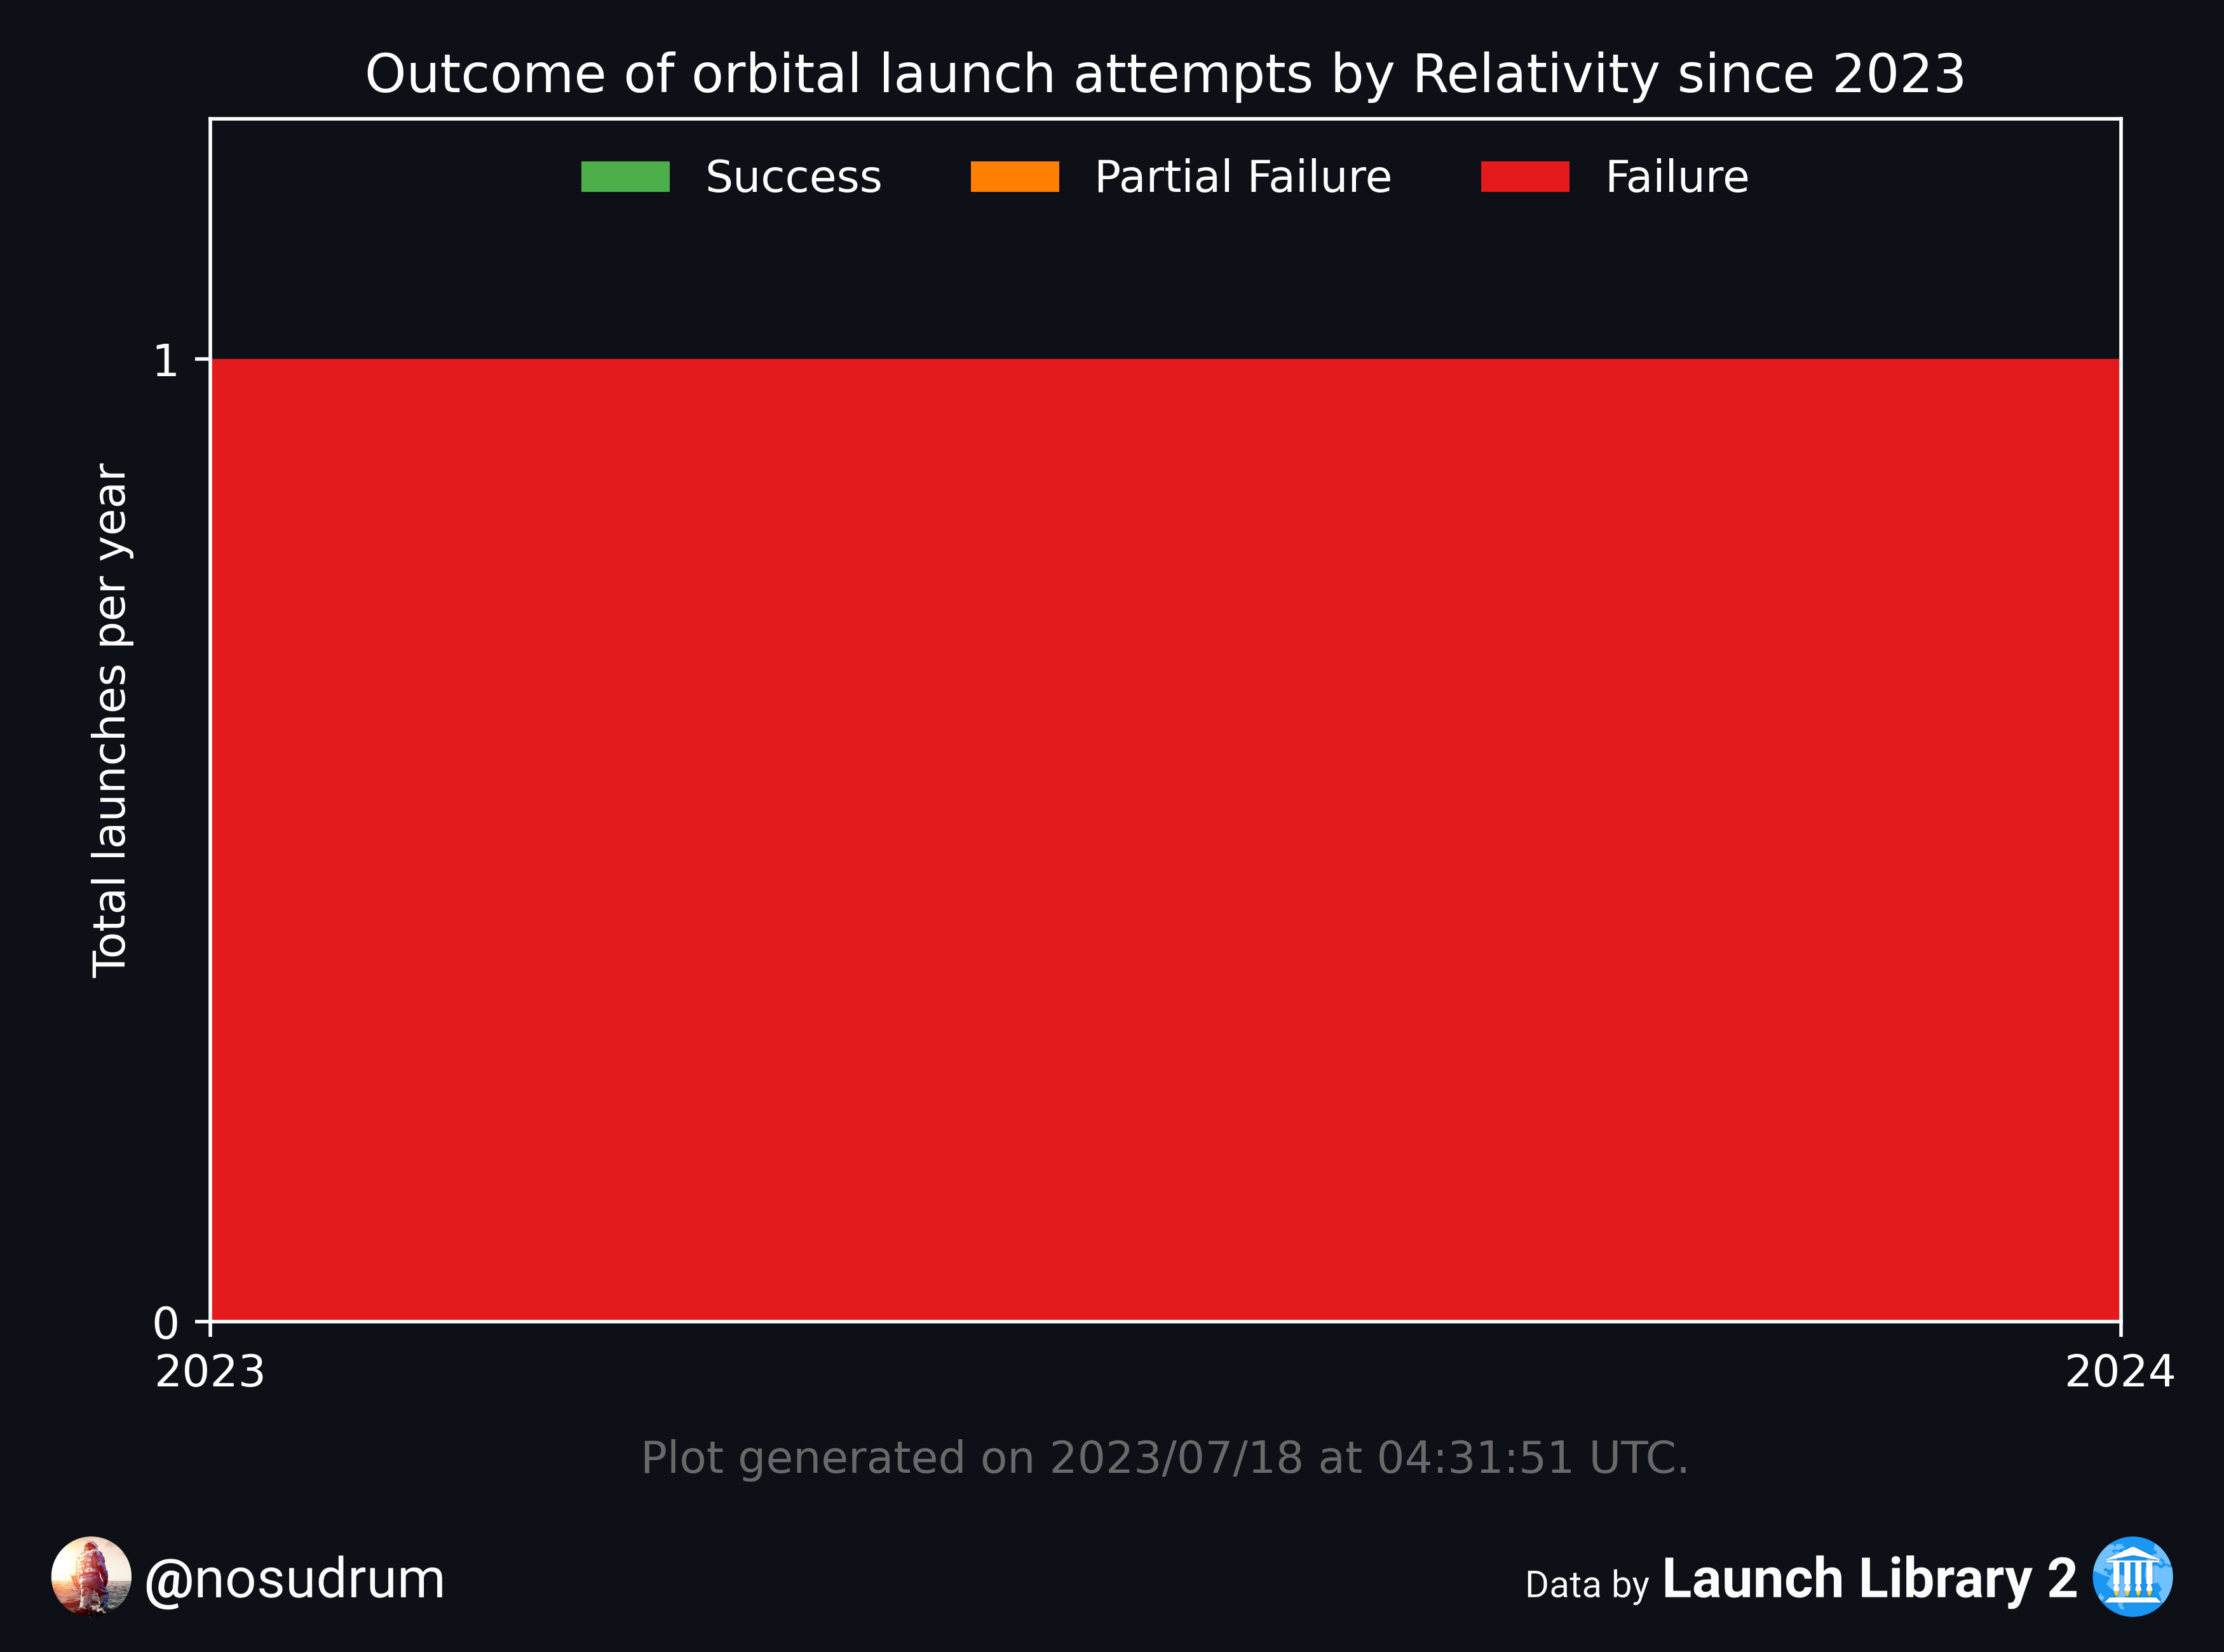 Outcome of orbital launch attempts by Relativity since 2023
Success Partial Failure Failure
1
Total launches per year
0
2023 2024
Plot generated on 2023/07/18 at 04:31:51 UTC.
@nosudrum Data by Launch Library 2